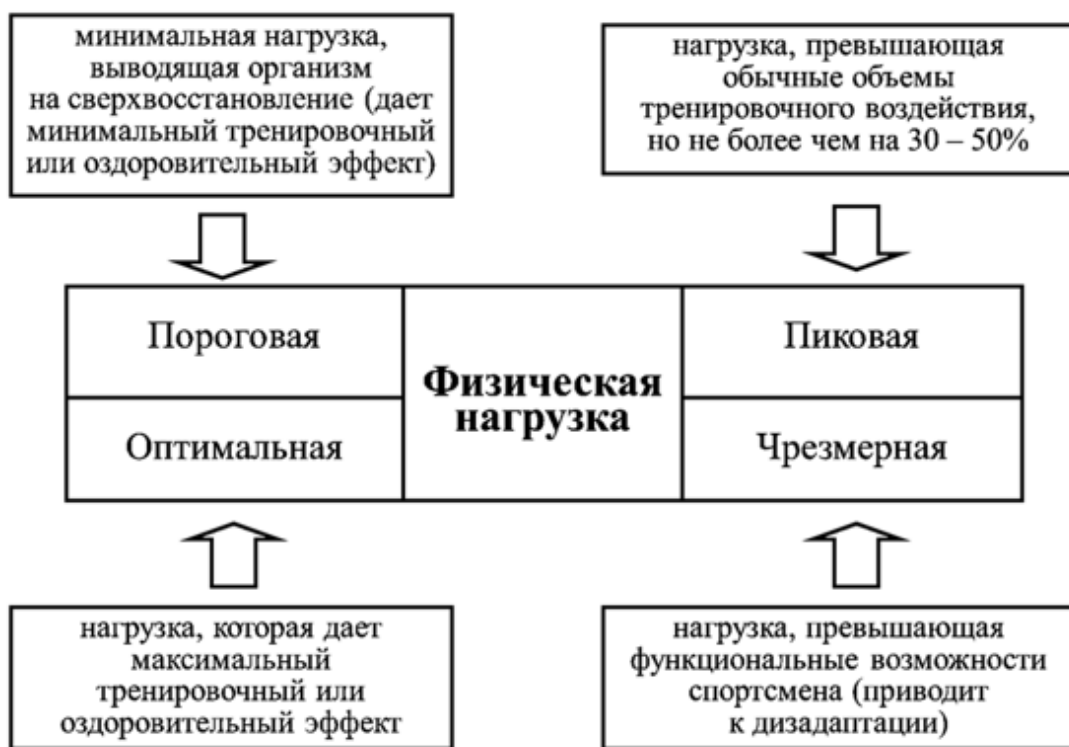 минимальная нагрузка,
выводящая организм
на сверхвосстановление (дает
минимальный тренировочный
или оздоровительный эффект)
нагрузка, превышающая
обычные объемы
тренировочного воздействия,
но не более чем на 30 – 50%
Пороговая
Оптимальная
Физическая
нагрузка
Пиковая
Чрезмерная
нагрузка, которая дает
максимальный
тренировочный или
оздоровительный эффект
нагрузка, превышающая
функциональные возможности
спортсмена (приводит
к дизадаптации)